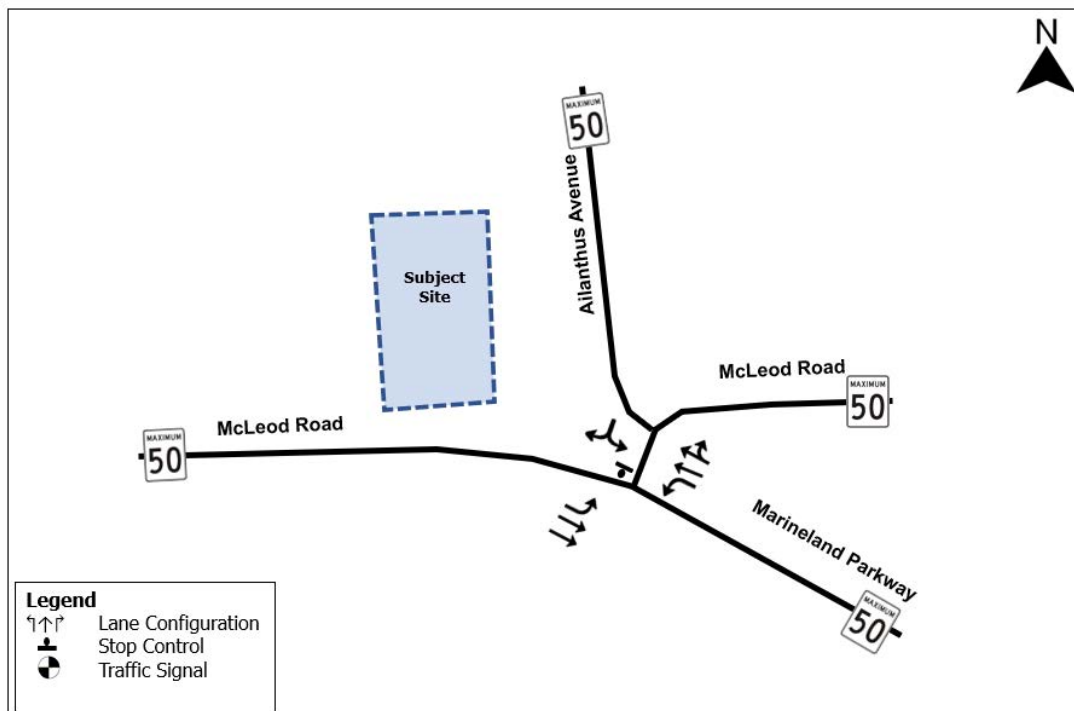 N
MAXIMUM
50
Ailanthus Avenue
Subject
Site
McLeod Road
MAXIMUM
50
McLeod Road
MAXIMUM
50
Marineland Parkway
MAXIMUM
50
Legend
Lane Configuration
Stop Control
Traffic Signal